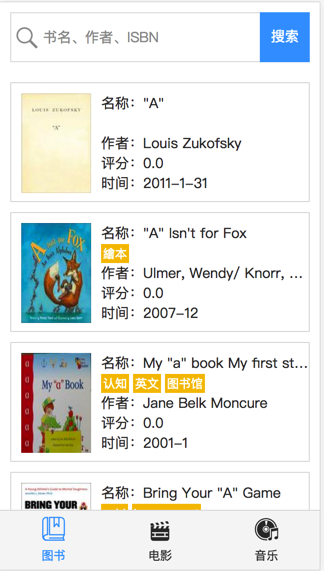 书名、作者、ISBN
搜索
LOUIS ZUKOFSKY
"A"
名称："A"
作者：Louis Zukofsky
评分：0.0
时间：2011-1-31
A Isn't for Fox
名称："A" Isn't for Fox
繪本
作者：Ulmer, Wendy/ Knorr, ...
评分：0.0
时间：2007-12
My "a" Book
名称：My "a" book My first st...
认知 英文 图书馆
作者：Jane Belk Moncure
评分：0.0
时间：2001-1
BRING YOUR
名称：Bring Your "A" Game
图书
电影
音乐